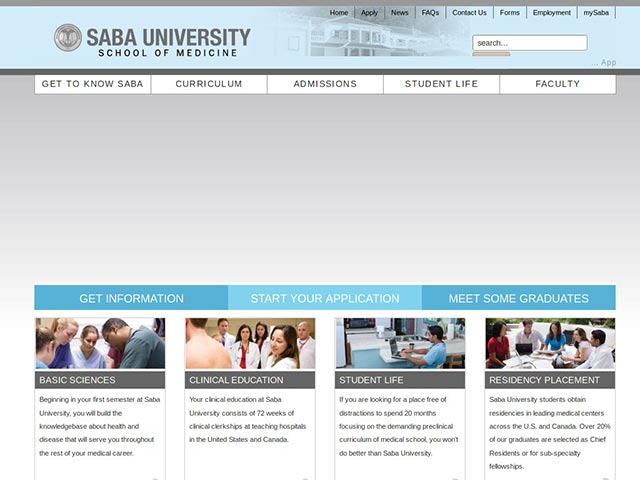 Home Apply News FAQs Contact Us Forms Employment mySaba
SABA UNIVERSITY
SCHOOL OF MEDICINE
search...
... App
GET TO KNOW SABA CURRICULUM ADMISSIONS STUDENT LIFE FACULTY
GET INFORMATION START YOUR APPLICATION MEET SOME GRADUATES
BASIC SCIENCES
Beginning in your first semester at Saba
University, you will build the
knowledgebase about health and
disease that will serve you throughout
the rest of your medical career.
CLINICAL EDUCATION
Your clinical education at Saba
University consists of 72 weeks of
clinical clerkships at teaching hospitals
in the United States and Canada.
STUDENT LIFE
If you are looking for a place free of
distractions to spend 20 months
focusing on the demanding preclinical
curriculum of medical school, you won't
do better than Saba University.
RESIDENCY PLACEMENT
Saba University students obtain
residencies in leading medical centers
across the U.S. and Canada. Over 20%
of our graduates are selected as Chief
Residents or for sub-specialty
fellowships.